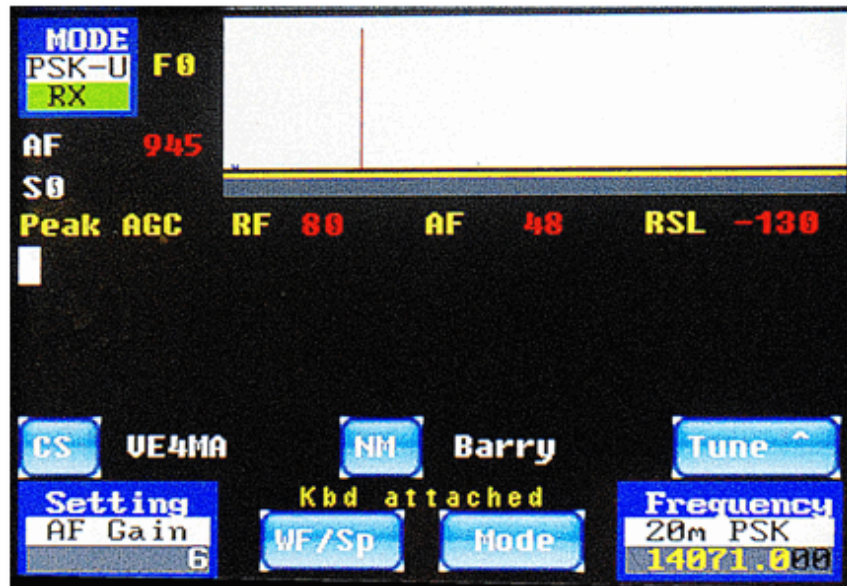 MODE
PSK-U F0
RX
AF 945
S0
Peak AGC RF 80 AF 48 RSL -130
CS VE4MA NM Barry Tune ^
Kbd attached
Setting
AF Gain
6
WF/Sp Mode
Frequency
20m PSK
14071.000